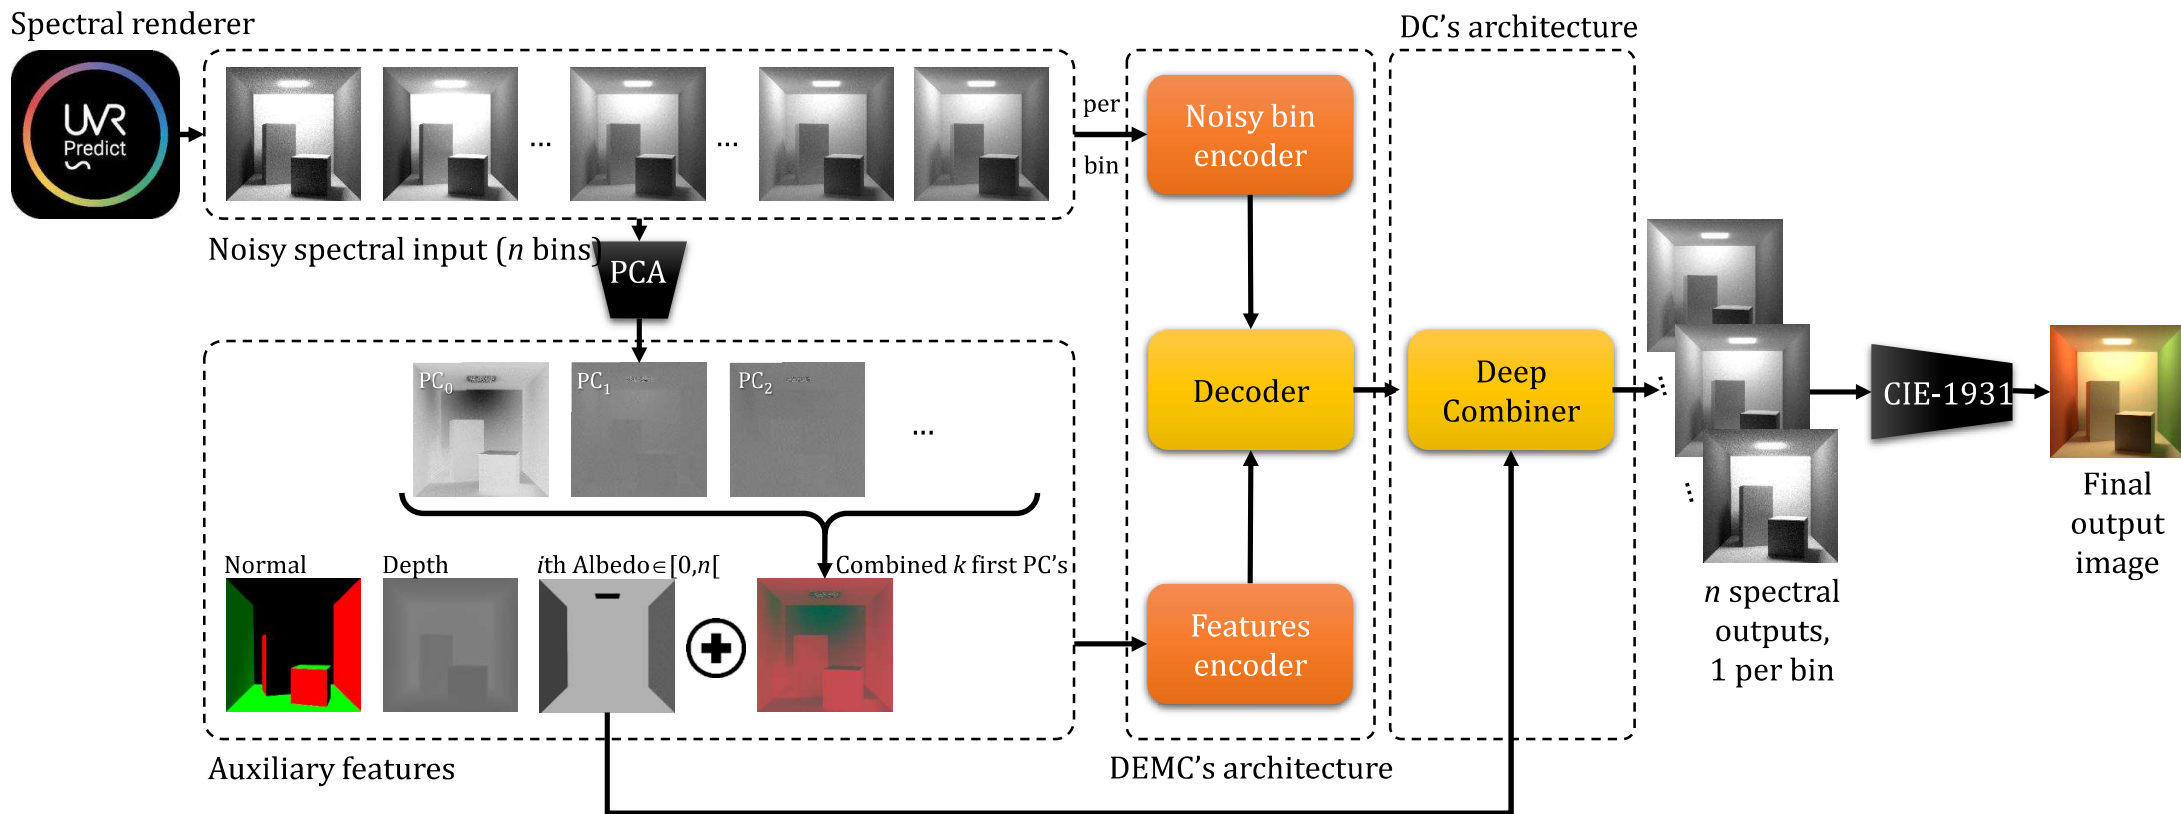 Spectral renderer
UVR
Predict
...
...
per
bin
Noisy spectral input (n bins)
PCA
PC0
PC1
PC2
...
Normal
Depth
ith Albedo∈[0,n[
Combined k first PC's
Auxiliary features
Noisy bin
encoder
Decoder
Features
encoder
DEMC's architecture
DC's architecture
Deep
Combiner
...
...
n spectral
outputs,
1 per bin
CIE-1931
Final
output
image